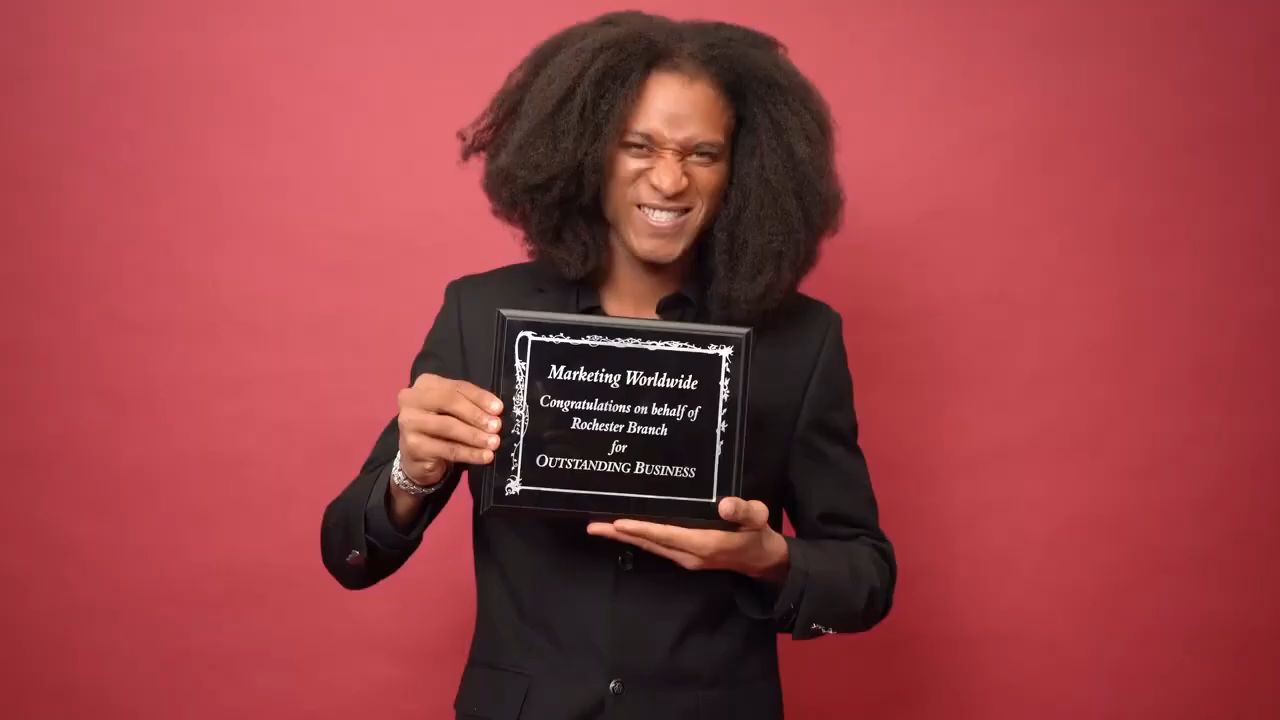 Marketing Worldwide
Congratulations on behalf of
Rochester Branch
for
OUTSTANDING BUSINESS